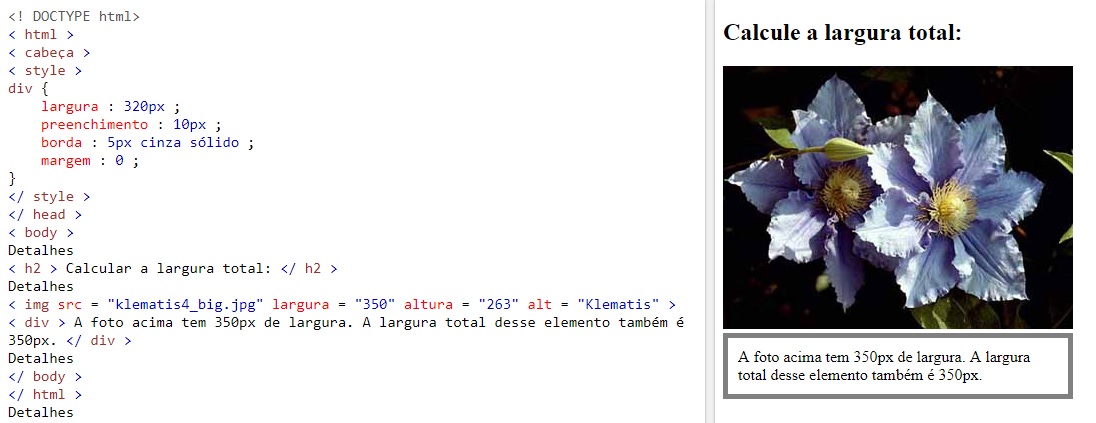 <! DOCTYPE html>
< html >
< cabeça >
< style >
div {
largura : 320px ;
preenchimento : 10px ;
borda : 5px cinza sólido ;
margem : 0 ;
}
</ style >
</ head >
< body >
Detalhes
< h2 > Calcular a largura total: </ h2 >
Detalhes
< img src = "klematis4_big.jpg" largura = "350" altura = "263" alt = "Klematis" >
< div > A foto acima tem 350px de largura. A largura total desse elemento também é
350px. </ div >
Detalhes
</ body >
</ html >
Detalhes
Calcule a largura total:
A foto acima tem 350px de largura. A largura
total desse elemento também é 350px.